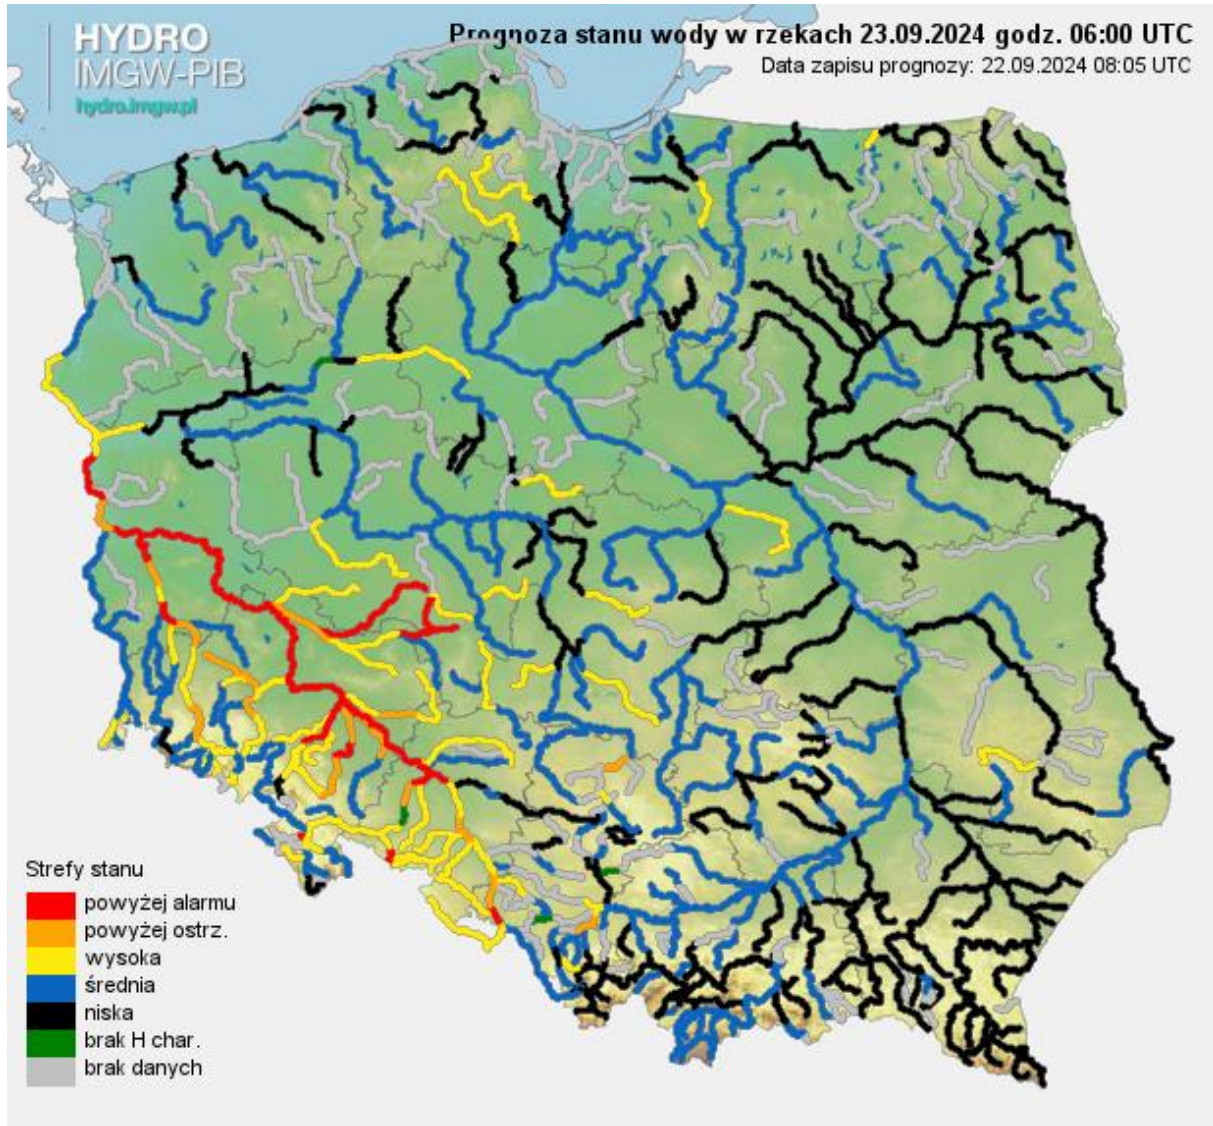 HYDRO
IMGW-PIB
hydro.imgw.pl
Prognoza stanu wody w rzekach 23.09.2024 godz. 06:00 UTC
Data zapisu prognozy: 22.09.2024 08:05 UTC
Strefy stanu
powyżej alarmu
powyżej ostrz.
wysoka
średnia
niska
brak H char.
brak danych